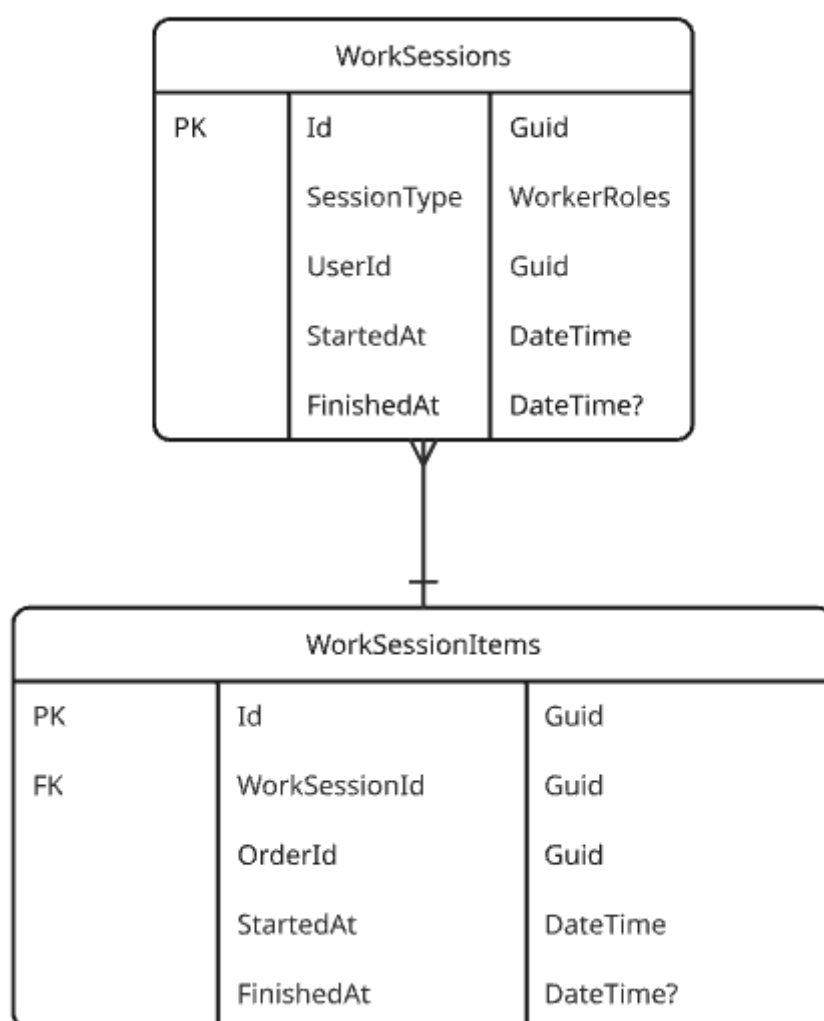 WorkSessions
PK Id Guid
SessionType WorkerRoles
UserId Guid
StartedAt DateTime
FinishedAt DateTime?
WorkSessionItems
PK Id Guid
FK WorkSessionId Guid
OrderId Guid
StartedAt DateTime
FinishedAt DateTime?